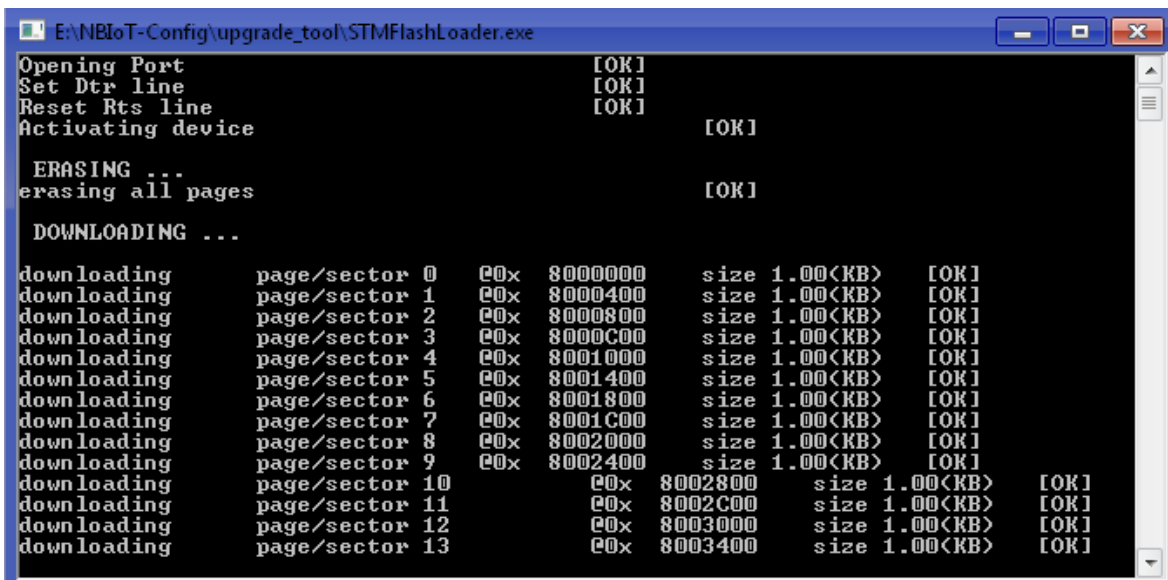 E:\NBIoT-Config\upgrade_tool\STMFlashLoader.exe
Opening Port [OK]
Set Dtr line [OK]
Reset Rts line [OK]
Activating device [OK]
ERASING ...
erasing all pages [OK]
DOWNLOADING ...
downloading page/sector 0 @0x 8000000 size 1.00(KB) [OK]
downloading page/sector 1 @0x 8000400 size 1.00(KB) [OK]
downloading page/sector 2 @0x 8000800 size 1.00(KB) [OK]
downloading page/sector 3 @0x 8000C00 size 1.00(KB) [OK]
downloading page/sector 4 @0x 8001000 size 1.00(KB) [OK]
downloading page/sector 5 @0x 8001400 size 1.00(KB) [OK]
downloading page/sector 6 @0x 8001800 size 1.00(KB) [OK]
downloading page/sector 7 @0x 8001C00 size 1.00(KB) [OK]
downloading page/sector 8 @0x 8002000 size 1.00(KB) [OK]
downloading page/sector 9 @0x 8002400 size 1.00(KB) [OK]
downloading page/sector 10 @0x 8002800 size 1.00(KB) [OK]
downloading page/sector 11 @0x 8002C00 size 1.00(KB) [OK]
downloading page/sector 12 @0x 8003000 size 1.00(KB) [OK]
downloading page/sector 13 @0x 8003400 size 1.00(KB) [OK]